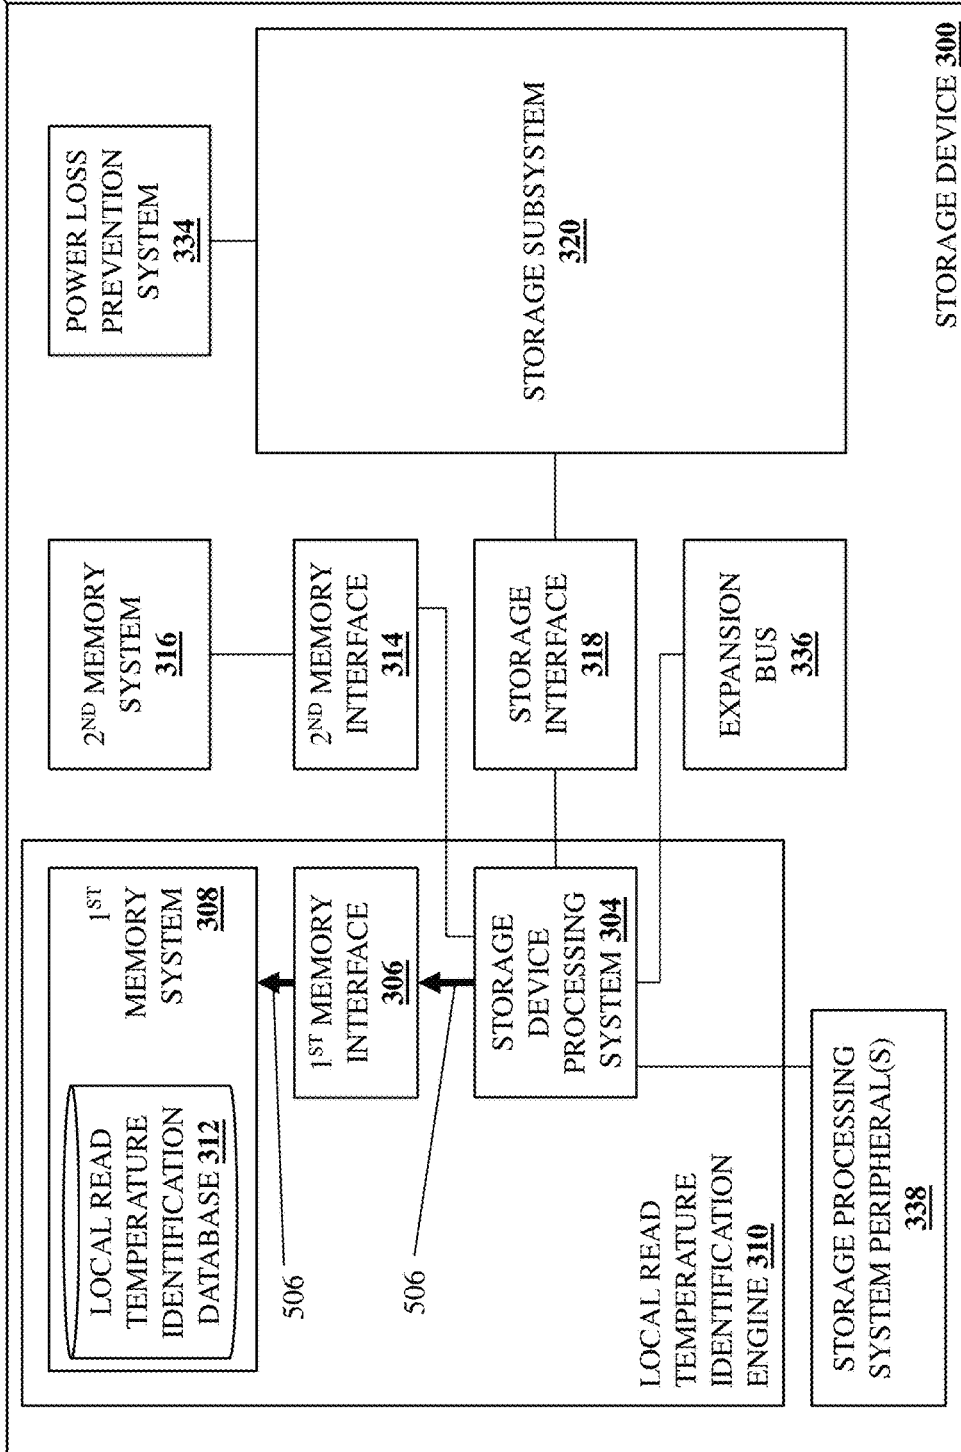 LOCAL READ
TEMPERATURE
IDENTIFICATION
DATABASE 312
1ST
MEMORY
SYSTEM
308
506
1ST MEMORY
INTERFACE
306
506
STORAGE
DEVICE
PROCESSING
SYSTEM 304
LOCAL READ
TEMPERATURE
IDENTIFICATION
ENGINE 310
STORAGE PROCESSING
SYSTEM PERIPHERAL(S)
338
2ND MEMORY
SYSTEM
316
2ND MEMORY
INTERFACE
314
STORAGE
INTERFACE
318
EXPANSION
BUS
336
POWER LOSS
PREVENTION
SYSTEM
334
STORAGE SUBSYSTEM
320
STORAGE DEVICE 300